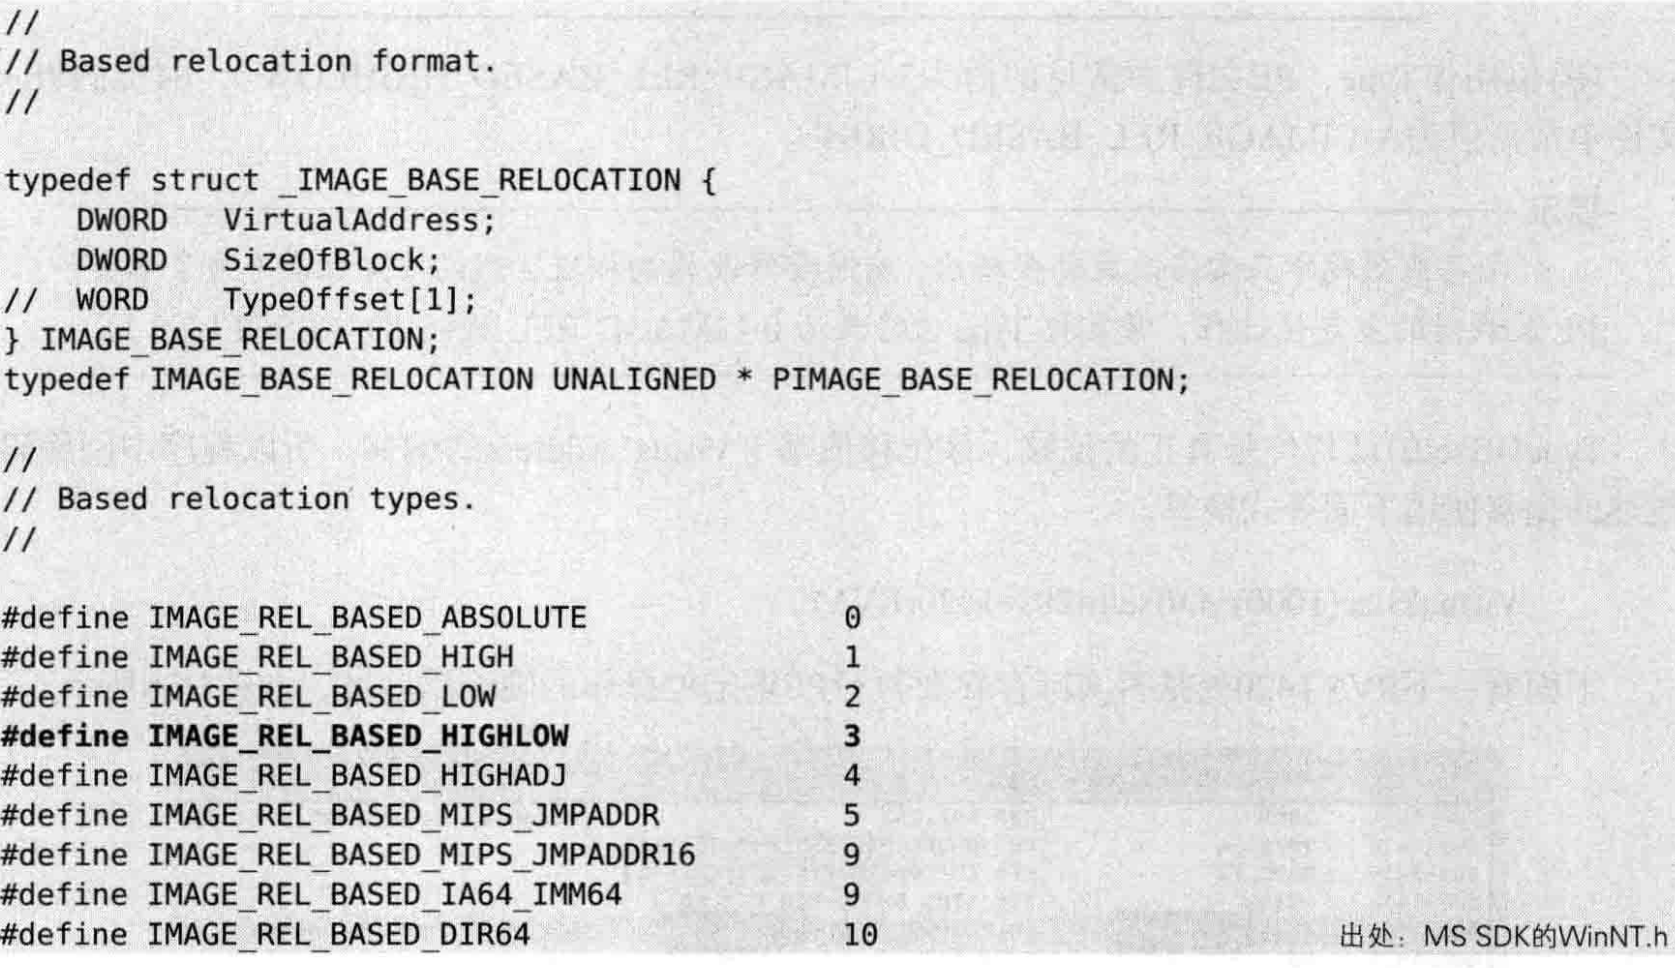 //
// Based relocation format.
//
typedef struct _IMAGE_BASE_RELOCATION {
    DWORD   VirtualAddress;
    DWORD   SizeOfBlock;
//  WORD    TypeOffset[1];
} IMAGE_BASE_RELOCATION;
typedef IMAGE_BASE_RELOCATION UNALIGNED * PIMAGE_BASE_RELOCATION;
//
// Based relocation types.
//
#define IMAGE_REL_BASED_ABSOLUTE              0
#define IMAGE_REL_BASED_HIGH                  1
#define IMAGE_REL_BASED_LOW                   2
#define IMAGE_REL_BASED_HIGHLOW               3
#define IMAGE_REL_BASED_HIGHADJ               4
#define IMAGE_REL_BASED_MIPS_JMPADDR          5
#define IMAGE_REL_BASED_MIPS_JMPADDR16        9
#define IMAGE_REL_BASED_IA64_IMM64            9
#define IMAGE_REL_BASED_DIR64                 10
出处：MS SDK的WinNT.h